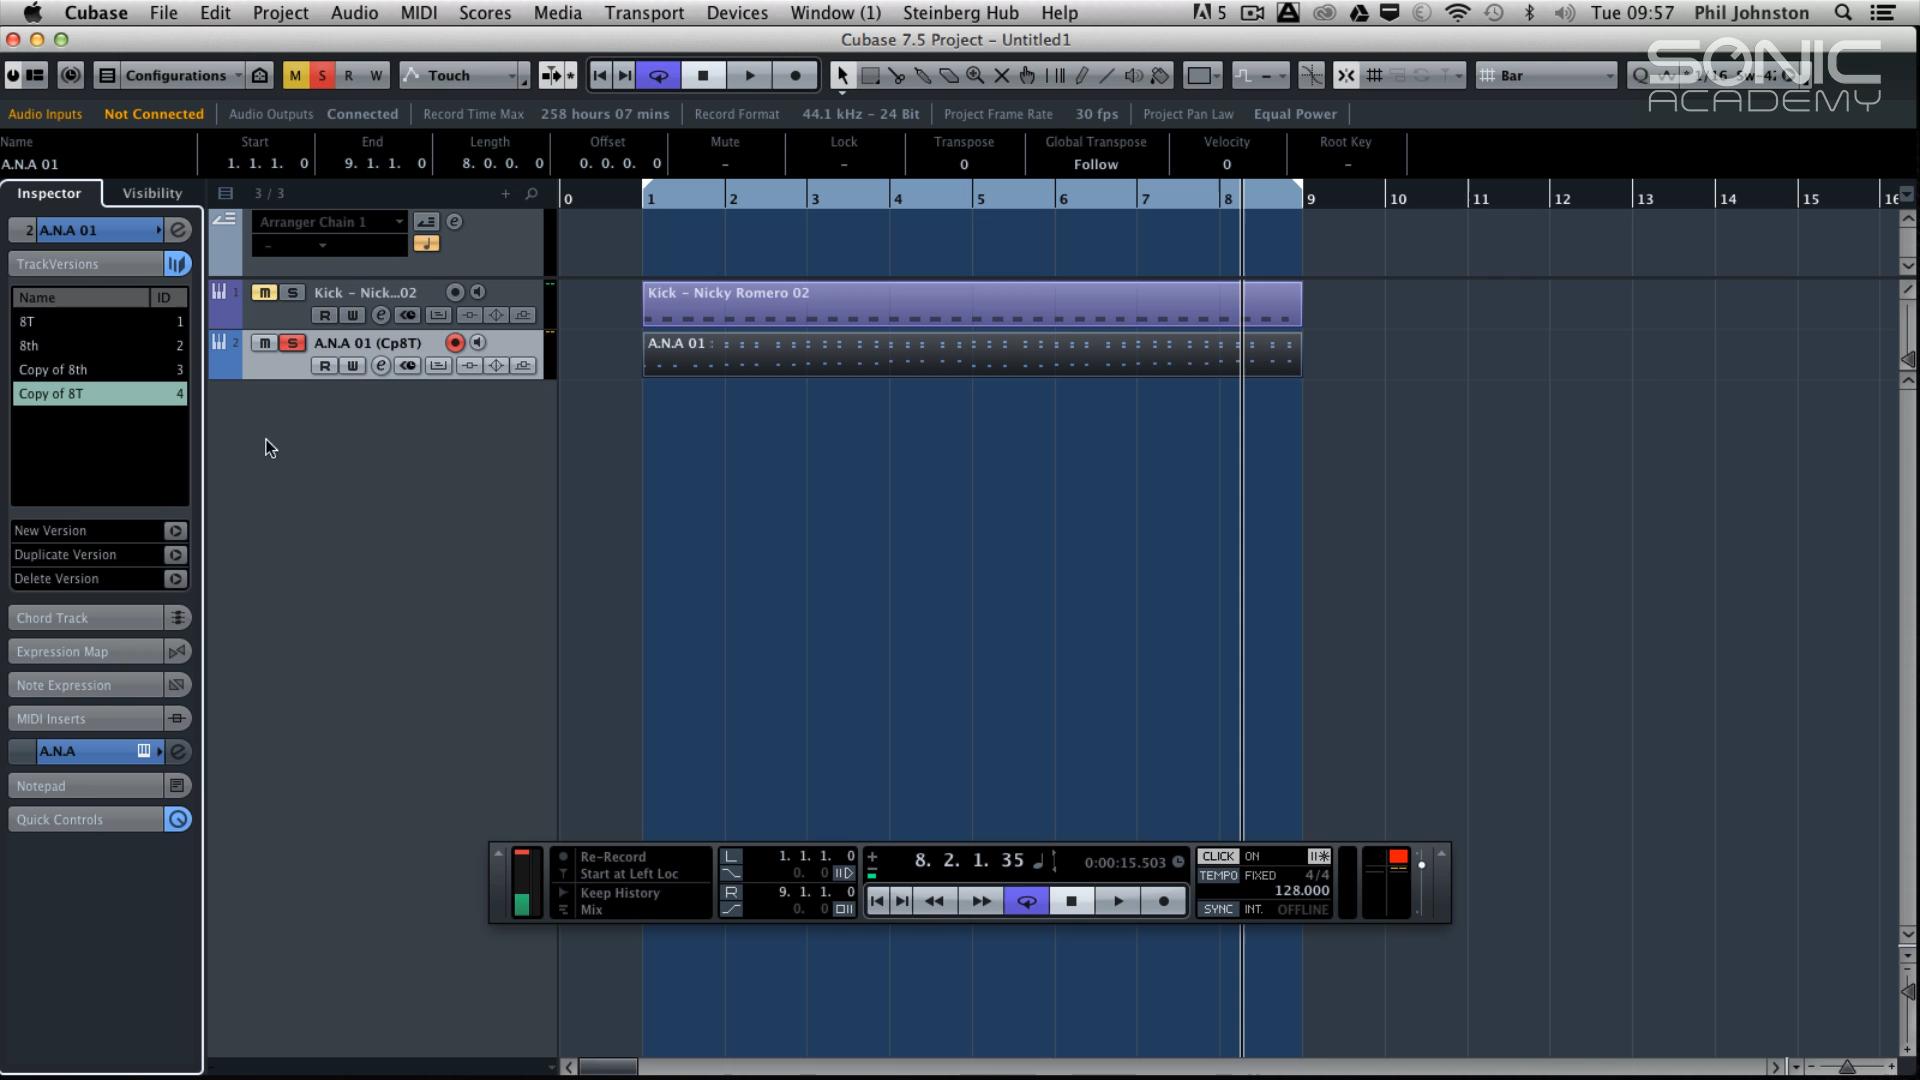 Cubase File Edit Project Audio MIDI Scores Media Transport Devices Window (1) Steinberg Hub Help 5 Tue 09:57 Phil Johnston
Cubase 7.5 Project - Untitled1
Configurations M S R W Touch Bar
SONIC ACADEMY
Audio Inputs Not Connected Audio Outputs Connected Record Time Max 258 hours 07 mins Record Format 44.1 kHz - 24 Bit Project Frame Rate 30 fps Project Pan Law Equal Power
Name Start End Length Offset Mute Lock Transpose Global Transpose Velocity Root Key
A.N.A 01 1. 1. 1. 0 9. 1. 1. 0 8. 0. 0. 0 0. 0. 0. 0 - - 0 Follow 0 -
Inspector Visibility 3 / 3 + 0 1 2 3 4 5 6 7 8 9 10 11 12 13 14 15 16
2 A.N.A 01 Arranger Chain 1
TrackVersions
Name ID
8T 1
8th 2
Copy of 8th 3
Copy of 8T 4
1 m S Kick - Nick...02 Kick - Nicky Romero 02
R W e
2 m S A.N.A 01 (Cp8T) A.N.A 01
R W e
New Version
Duplicate Version
Delete Version
Chord Track
Expression Map
Note Expression
MIDI Inserts
A.N.A
Notepad
Quick Controls
Re-Record L 1. 1. 1. 0 8. 2. 1. 35 0:00:15.503 CLICK ON
Start at Left Loc 0. 0 TEMPO FIXED 4/4
Keep History R 9. 1. 1. 0 128.000
Mix 0. 0 SYNC INT. OFFLINE